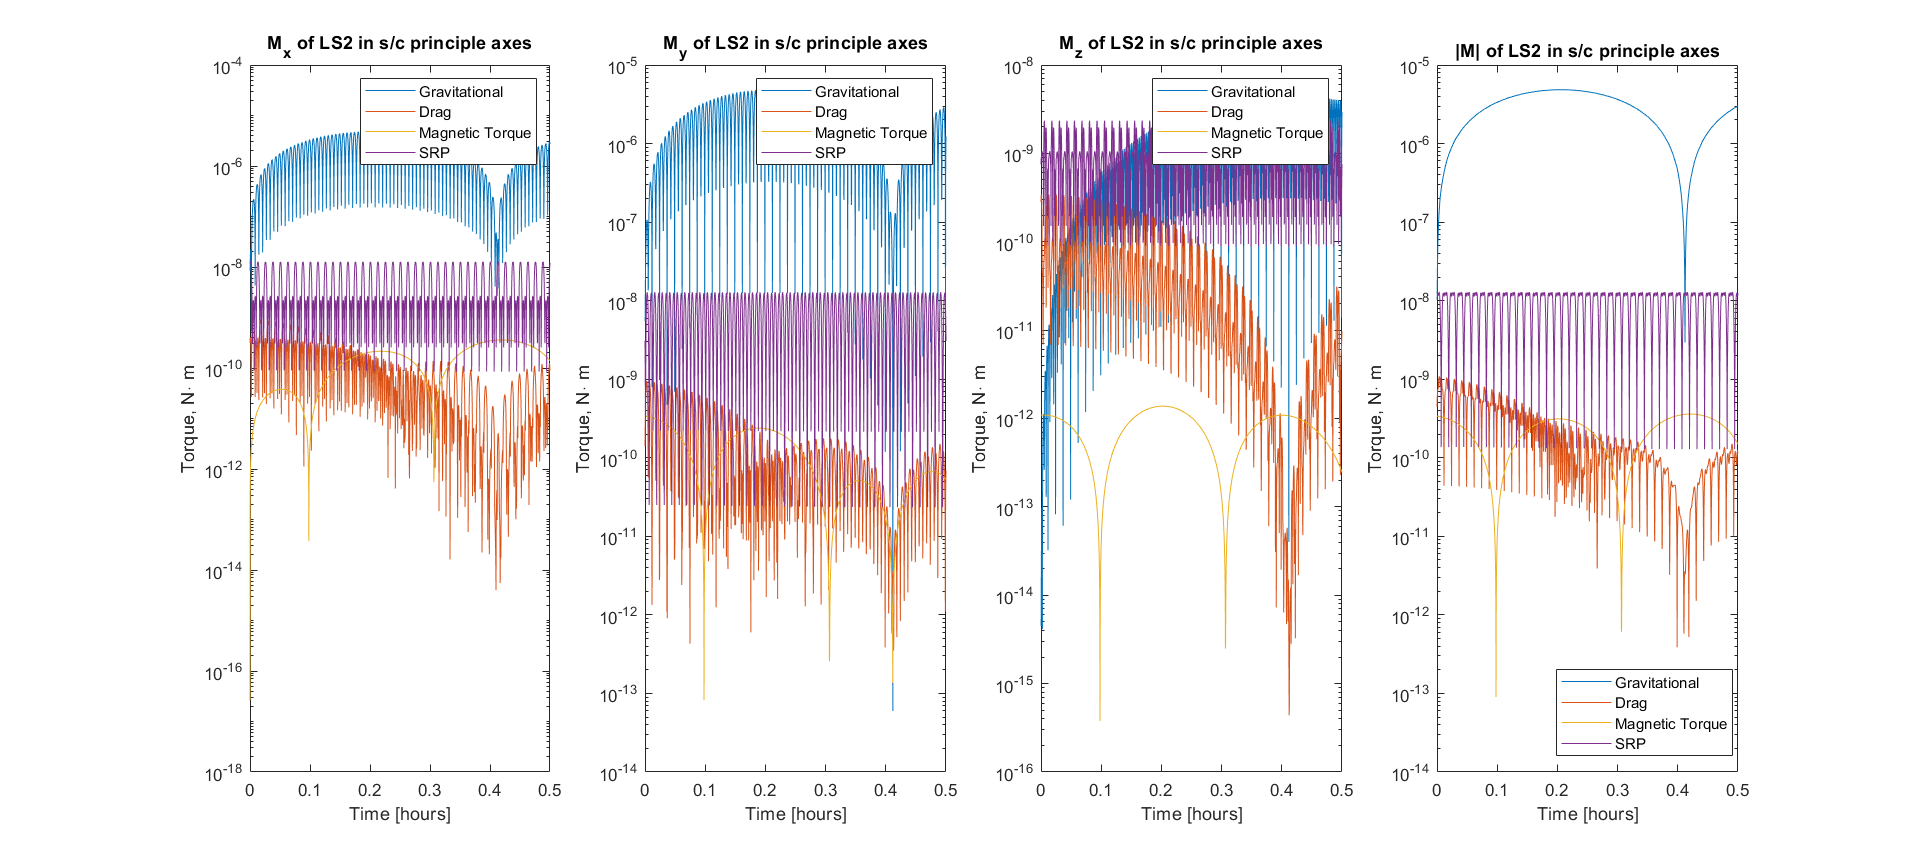 M_x of LS2 in s/c principle axes
10^-4
10^-6
10^-8
10^-10
10^-12
10^-14
10^-16
10^-18
Torque, N· m
0 0.1 0.2 0.3 0.4 0.5
Time [hours]
Gravitational
Drag
Magnetic Torque
SRP
M_y of LS2 in s/c principle axes
10^-5
10^-6
10^-7
10^-8
10^-9
10^-10
10^-11
10^-12
10^-13
10^-14
Torque, N· m
0 0.1 0.2 0.3 0.4 0.5
Time [hours]
Gravitational
Drag
Magnetic Torque
SRP
M_z of LS2 in s/c principle axes
10^-8
10^-9
10^-10
10^-11
10^-12
10^-13
10^-14
10^-15
10^-16
Torque, N· m
0 0.1 0.2 0.3 0.4 0.5
Time [hours]
Gravitational
Drag
Magnetic Torque
SRP
|M| of LS2 in s/c principle axes
10^-5
10^-6
10^-7
10^-8
10^-9
10^-10
10^-11
10^-12
10^-13
10^-14
Torque, N· m
0 0.1 0.2 0.3 0.4 0.5
Time [hours]
Gravitational
Drag
Magnetic Torque
SRP